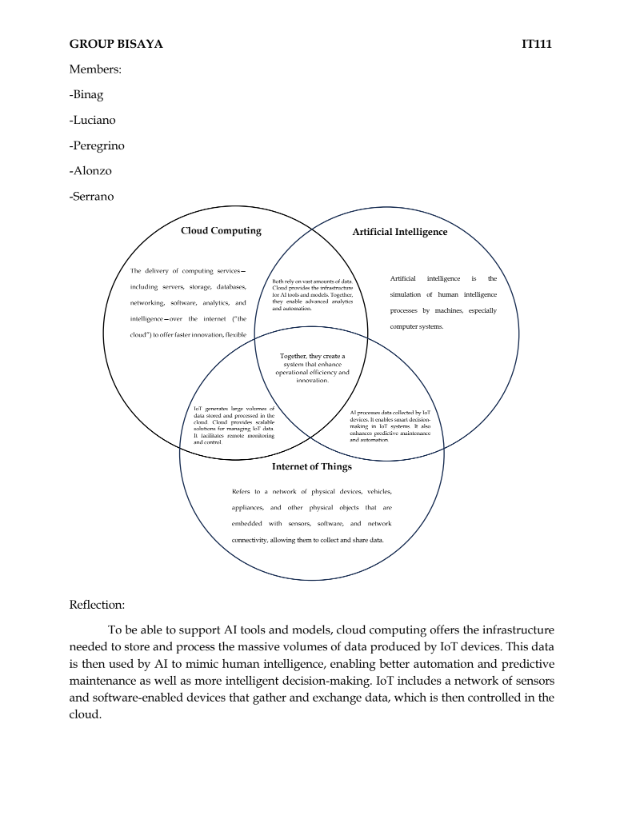 GROUP BISAYA IT111
Members:
-Binag
-Luciano
-Peregrino
-Alonzo
-Serrano
Cloud Computing
The delivery of computing services—
including servers, storage, databases,
networking, software, analytics, and
intelligence—over the internet ("the
cloud") to offer faster innovation, flexible
Both rely on vast amounts of data.
Cloud provides the infrastructure
for AI tools and models. Together,
they enable advanced analytics
and automation.
Artificial Intelligence
Artificial intelligence is the
simulation of human intelligence
processes by machines, especially
computer systems.
Together, they create a
system that enhance
operational efficiency and
innovation.
IoT generates large volumes of
data stored and processed in the
cloud. Cloud provides scalable
solutions for managing IoT data.
It facilitates remote monitoring
and control
AI processes data collected by IoT
devices. It enables smart decision-
making in IoT systems. It also
enhances predictive maintenance
and automation.
Internet of Things
Refers to a network of physical devices, vehicles,
appliances, and other physical objects that are
embedded with sensors, software, and network
connectivity, allowing them to collect and share data.
Reflection:
To be able to support AI tools and models, cloud computing offers the infrastructure
needed to store and process the massive volumes of data produced by IoT devices. This data
is then used by AI to mimic human intelligence, enabling better automation and predictive
maintenance as well as more intelligent decision-making. IoT includes a network of sensors
and software-enabled devices that gather and exchange data, which is then controlled in the
cloud.